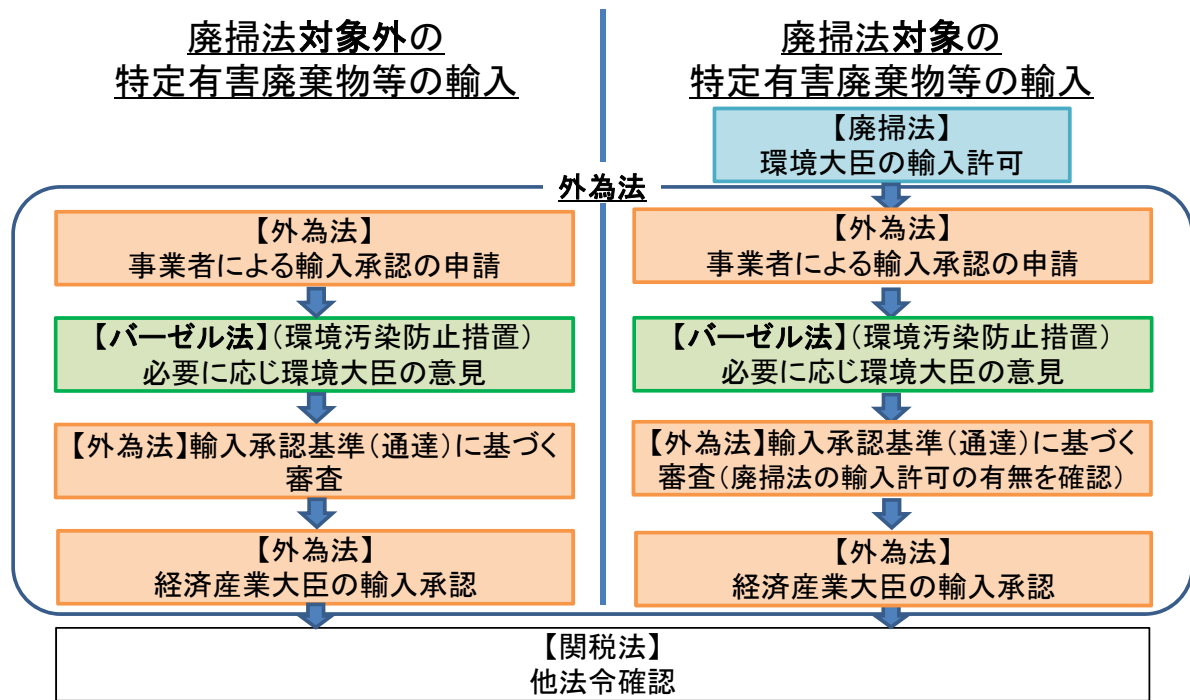 廃掃法対象外の
特定有害廃棄物等の輸入
廃掃法対象の
特定有害廃棄物等の輸入
【廃掃法】
環境大臣の輸入許可
外為法
【外為法】
事業者による輸入承認の申請
【バーゼル法】(環境汚染防止措置)
必要に応じ環境大臣の意見
【外為法】輸入承認基準(通達)に基づく
審査
【外為法】
経済産業大臣の輸入承認
【外為法】
事業者による輸入承認の申請
【バーゼル法】(環境汚染防止措置)
必要に応じ環境大臣の意見
【外為法】輸入承認基準(通達)に基づく
審査(廃掃法の輸入許可の有無を確認)
【外為法】
経済産業大臣の輸入承認
【関税法】
他法令確認